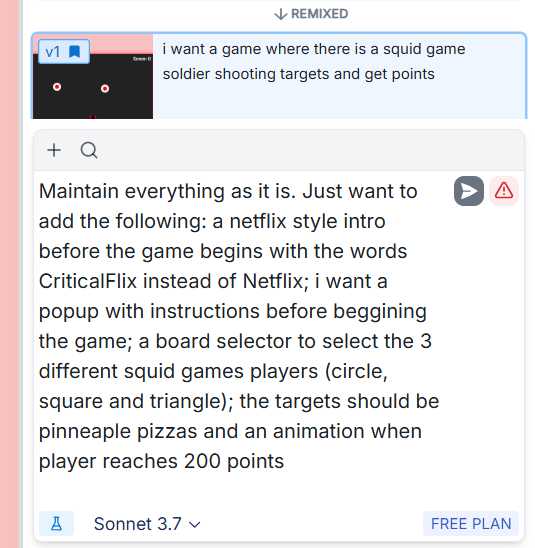 REMIXED
v1
i want a game where there is a squid game
soldier shooting targets and get points
Score: 0
Maintain everything as it is. Just want to
add the following: a netflix style intro
before the game begins with the words
CriticalFlix instead of Netflix; i want a
popup with instructions before beggining
the game; a board selector to select the 3
different squid games players (circle,
square and triangle); the targets should be
pinneaple pizzas and an animation when
player reaches 200 points
Sonnet 3.7
FREE PLAN